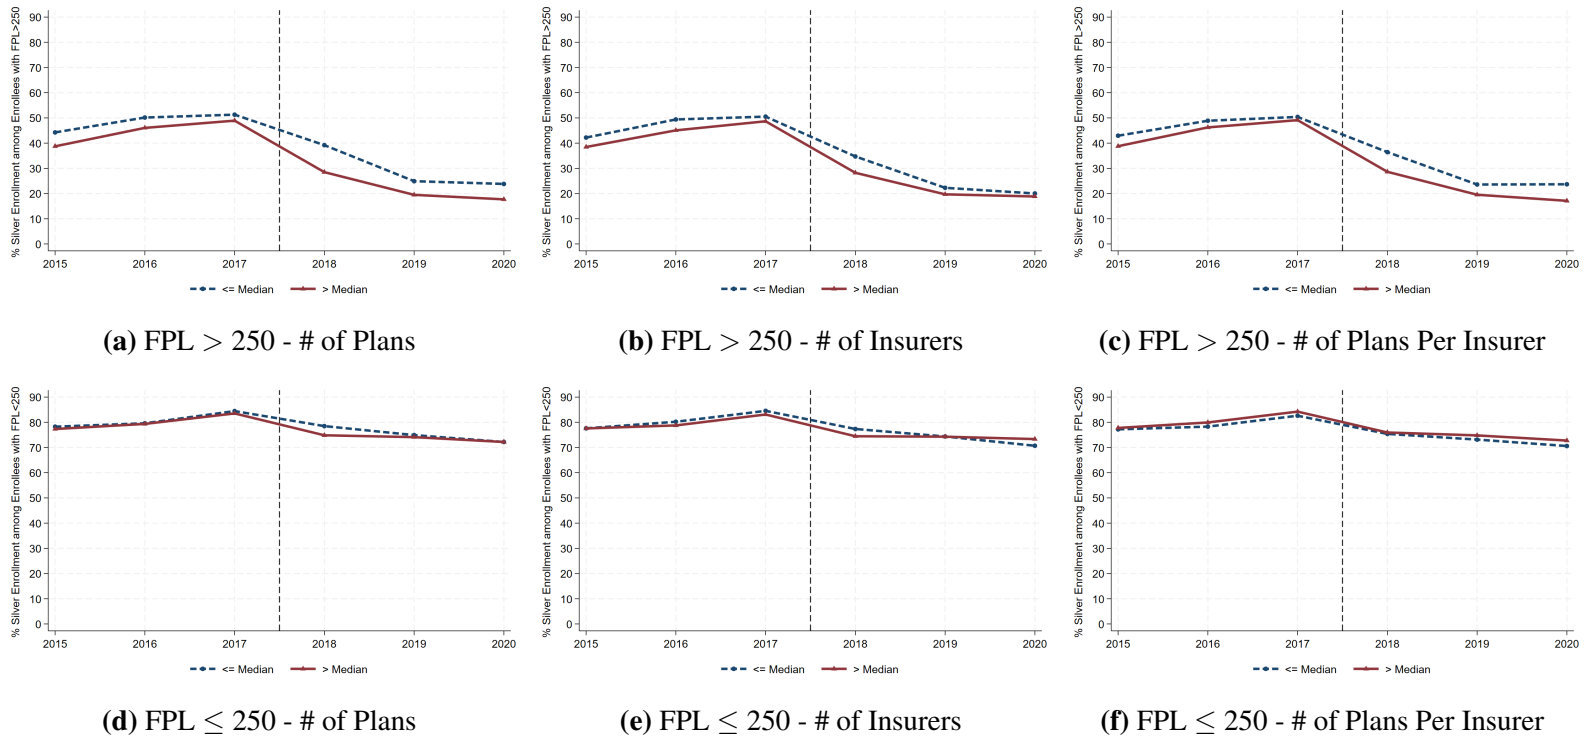 % Silver Enrollment among Enrollees with FPL>250
90
80
70
60
50
40
30
20
10
0
2015 2016 2017 2018 2019 2020
<= Median > Median
(a) FPL > 250 - # of Plans
% Silver Enrollment among Enrollees with FPL>250
90
80
70
60
50
40
30
20
10
0
2015 2016 2017 2018 2019 2020
<= Median > Median
(b) FPL > 250 - # of Insurers
% Silver Enrollment among Enrollees with FPL>250
90
80
70
60
50
40
30
20
10
0
2015 2016 2017 2018 2019 2020
<= Median > Median
(c) FPL > 250 - # of Plans Per Insurer
% Silver Enrollment among Enrollees with FPL<250
90
80
70
60
50
40
30
20
10
0
2015 2016 2017 2018 2019 2020
<= Median > Median
(d) FPL ≤ 250 - # of Plans
% Silver Enrollment among Enrollees with FPL<250
90
80
70
60
50
40
30
20
10
0
2015 2016 2017 2018 2019 2020
<= Median > Median
(e) FPL ≤ 250 - # of Insurers
% Silver Enrollment among Enrollees with FPL<250
90
80
70
60
50
40
30
20
10
0
2015 2016 2017 2018 2019 2020
<= Median > Median
(f) FPL ≤ 250 - # of Plans Per Insurer